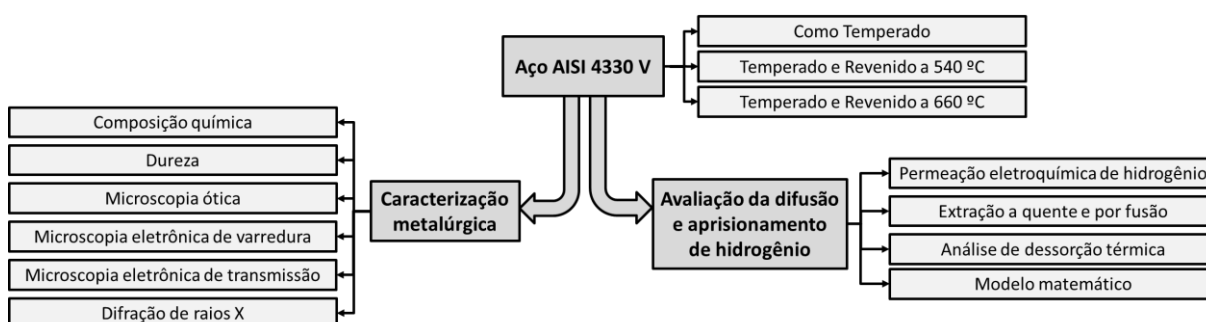 Aço AISI 4330 V
Como Temperado
Temperado e Revenido a 540 ºC
Temperado e Revenido a 660 ºC
Caracterização
metalúrgica
Composição química
Dureza
Microscopia ótica
Microscopia eletrônica de varredura
Microscopia eletrônica de transmissão
Difração de raios X
Avaliação da difusão
e aprisionamento
de hidrogênio
Permeação eletroquímica de hidrogênio
Extração a quente e por fusão
Análise de dessorção térmica
Modelo matemático